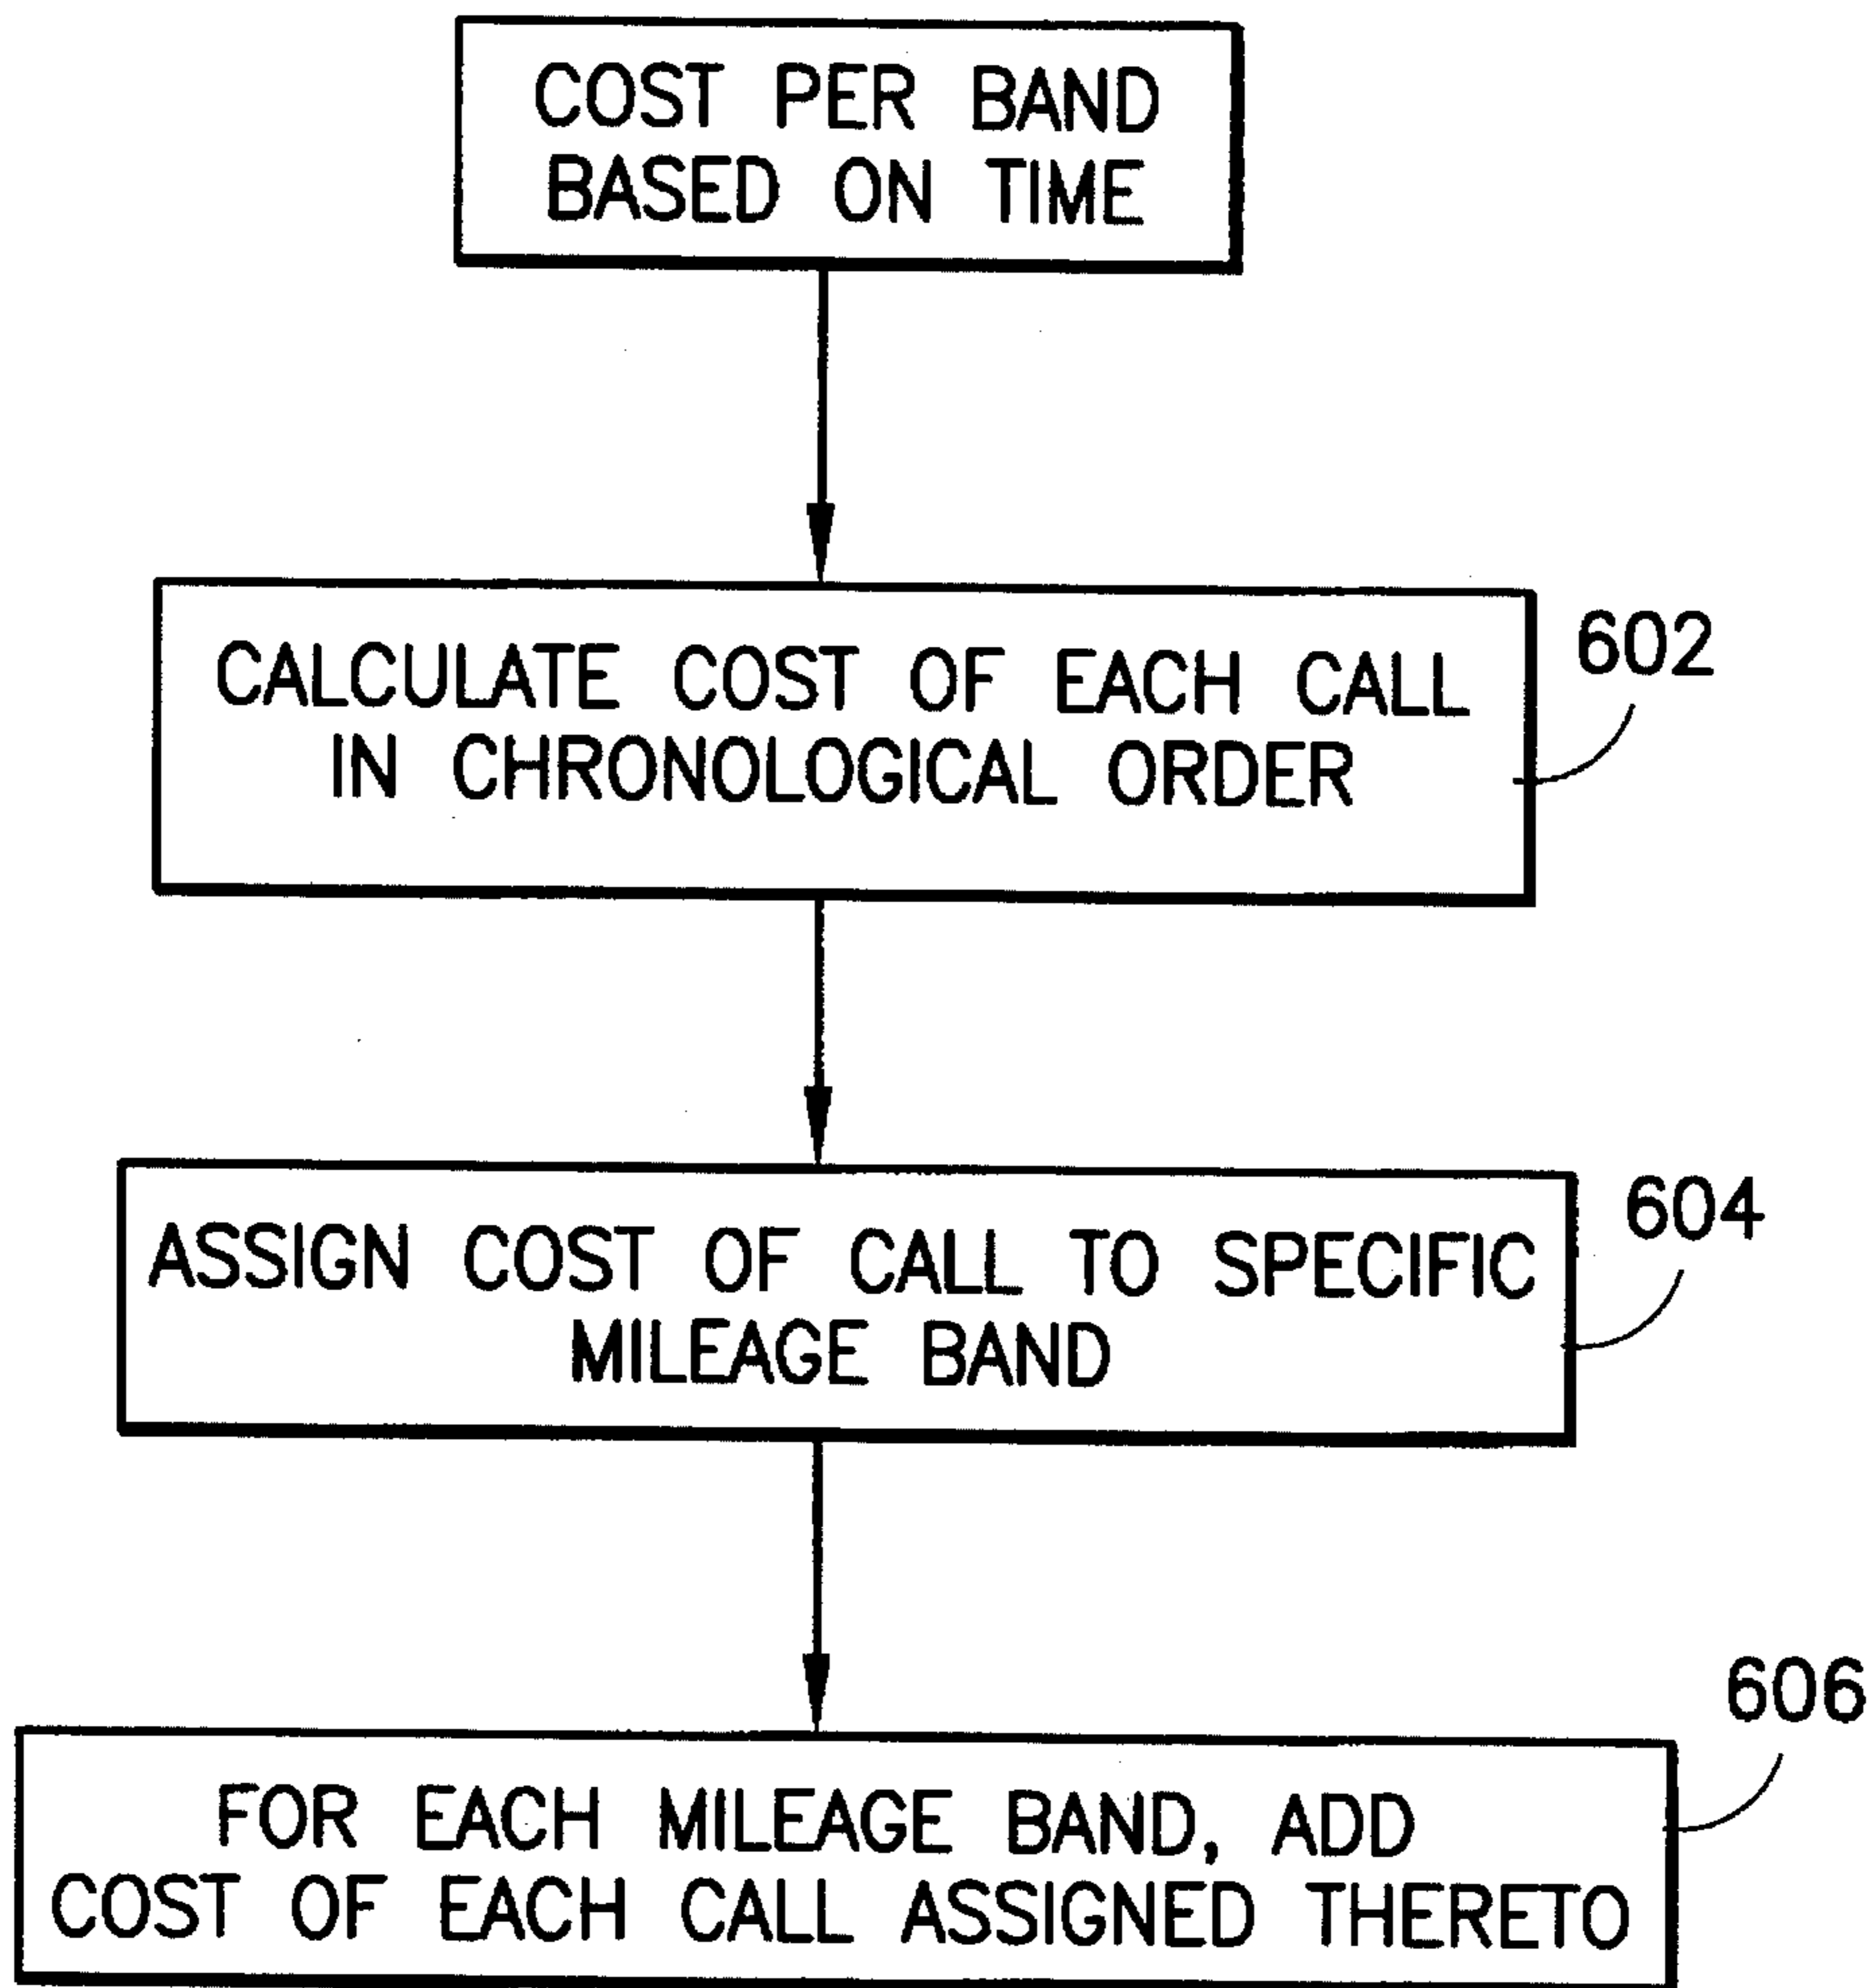 COST PER BAND
BASED ON TIME
CALCULATE COST OF EACH CALL
IN CHRONOLOGICAL ORDER
602
ASSIGN COST OF CALL TO SPECIFIC
MILEAGE BAND
604
606
FOR EACH MILEAGE BAND, ADD
COST OF EACH CALL ASSIGNED THERETO